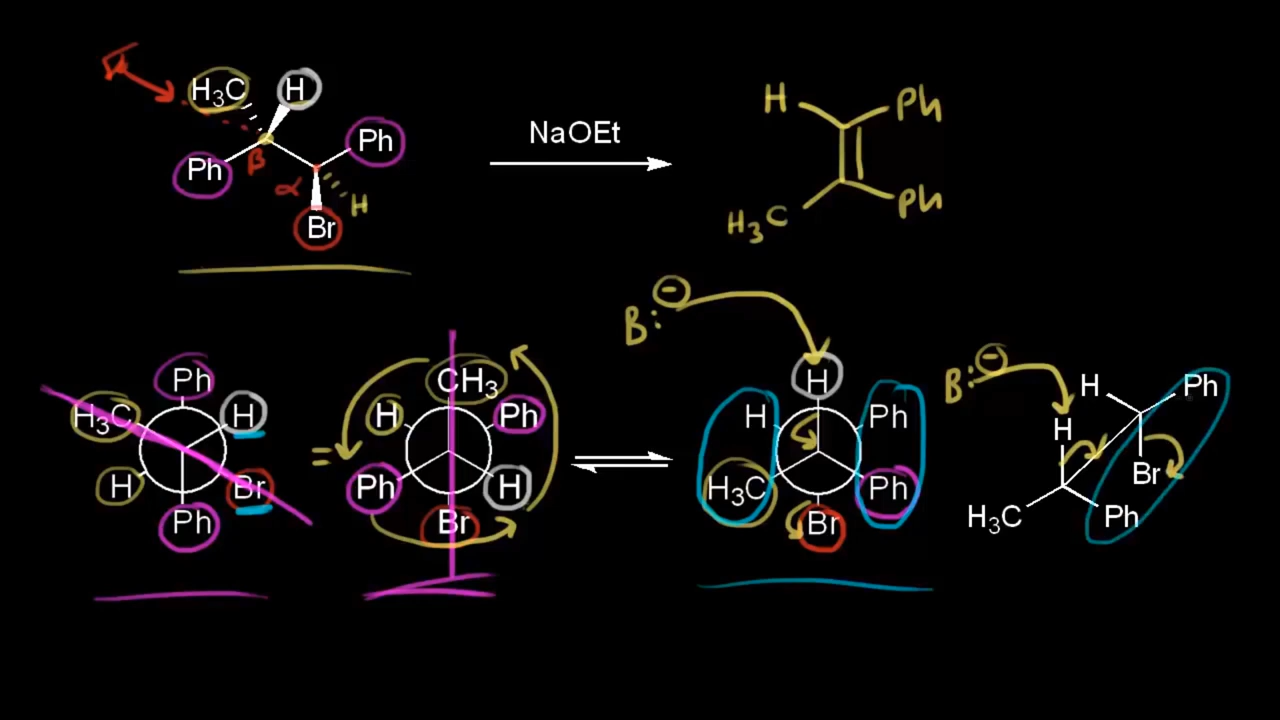 H₃C H
Ph Ph
β α
H
Br
NaOEt
H Ph
H₃C Ph
B: ⊖
Ph
H₃C H
H Br
Ph
=
CH₃
H Ph
Ph H
Br
H
H Ph
H₃C Ph
Br
B: ⊖
H Ph
H
Br
H₃C Ph